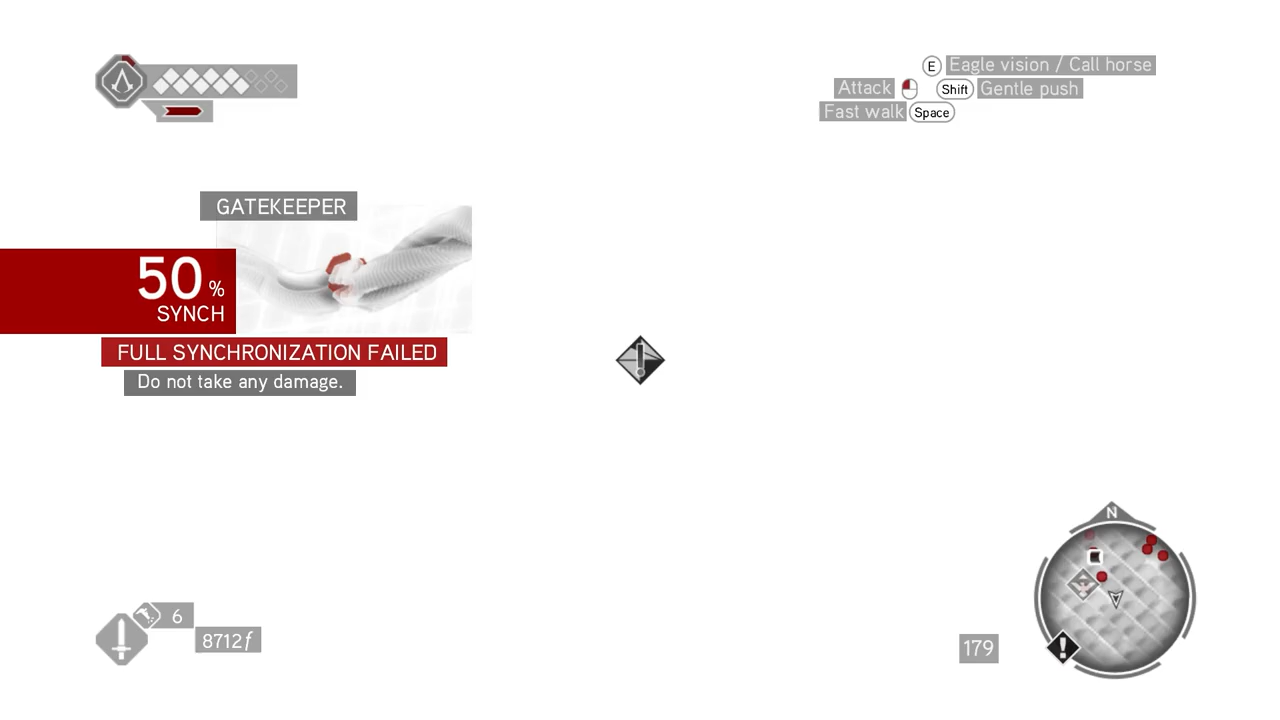 E Eagle vision / Call horse
Attack Shift Gentle push
Fast walk Space
GATEKEEPER
50 %
SYNCH
FULL SYNCHRONIZATION FAILED
Do not take any damage.
N
6
8712ƒ
179
!